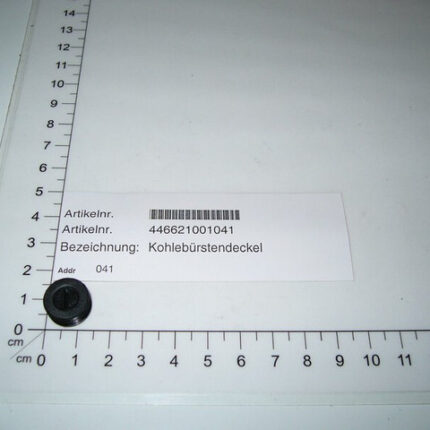 14
13
12
11
10
9
8
7
6
5
4
3
2
1
0
cm
Artikelnr.
Artikelnr. 446621001041
Bezeichnung: Kohlebürstendeckel
Addr 041
cm 0 1 2 3 4 5 6 7 8 9 10 11